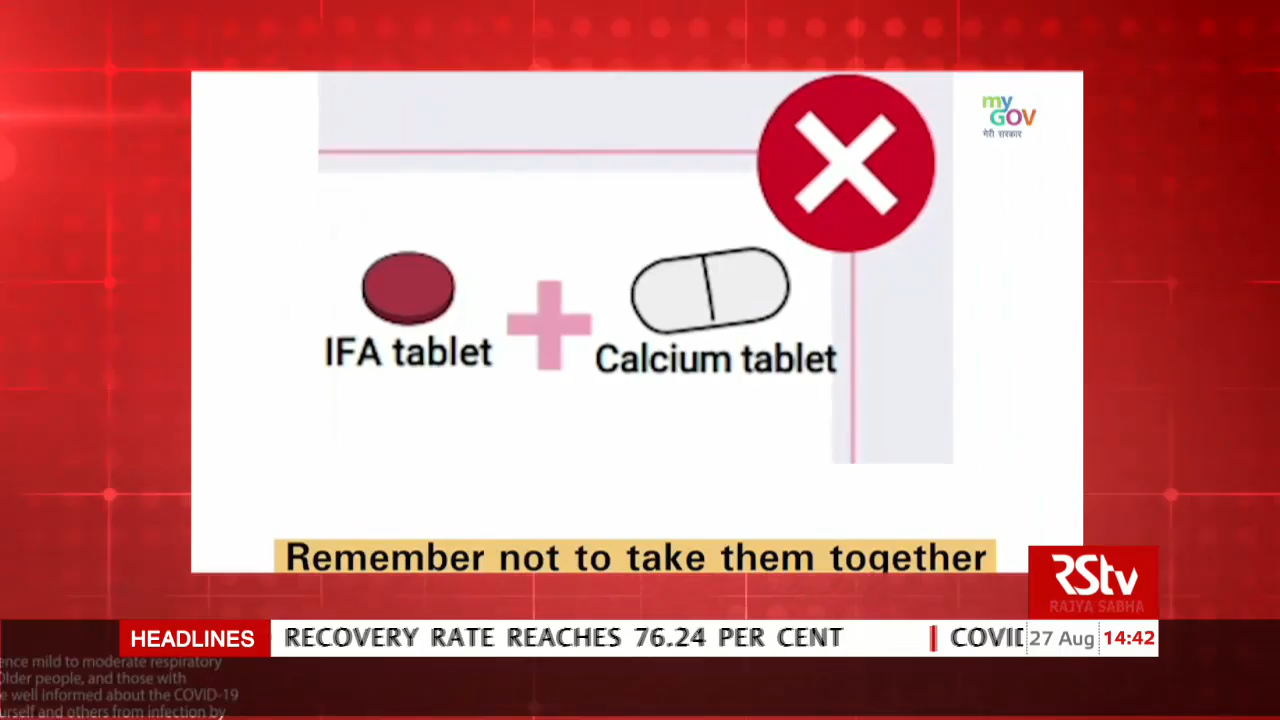 my
GOV
मेरी सरकार
IFA tablet
Calcium tablet
Remember not to take them together
RStv
RAJYA SABHA
HEADLINES
RECOVERY RATE REACHES 76.24 PER CENT
COVID
27 Aug
14:42
ence mild to moderate respiratory
Older people, and those with
e well informed about the COVID-19
urself and others from infection by